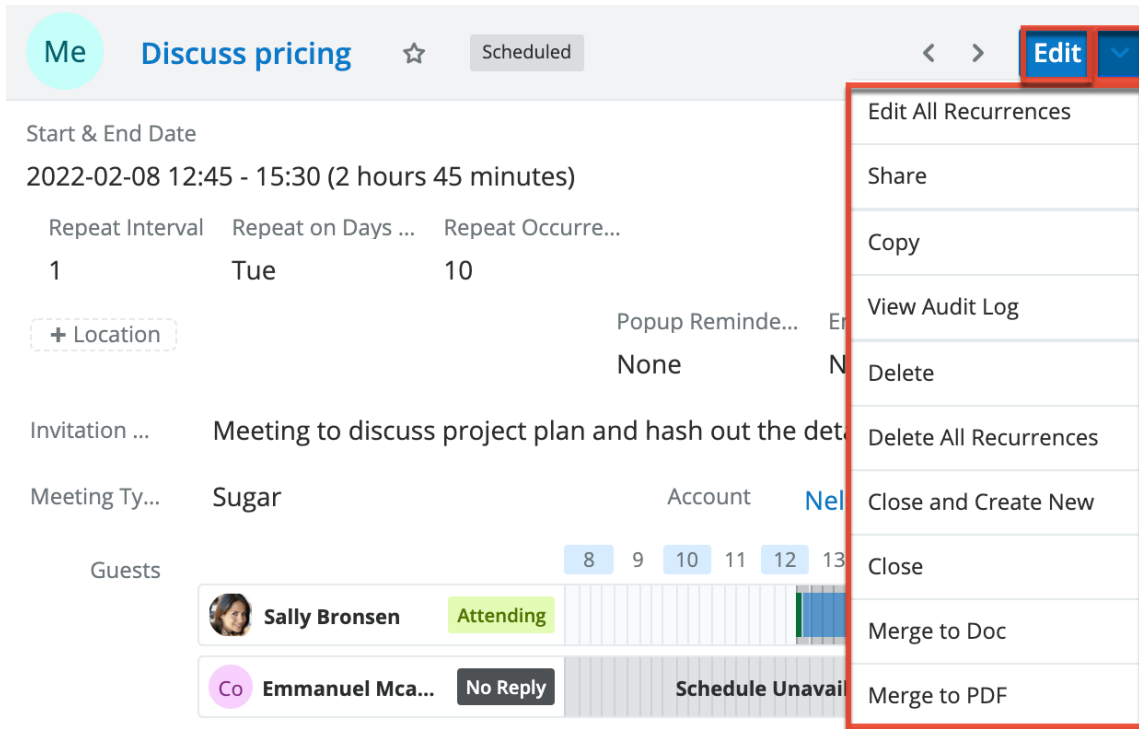 Me Discuss pricing Scheduled Edit
Edit All Recurrences
Start & End Date
Share
2022-02-08 12:45 - 15:30 (2 hours 45 minutes)
Repeat Interval Repeat on Days ... Repeat Occurre...
Copy
1 Tue 10
View Audit Log
+ Location
Popup Reminde...
None
Delete
Invitation ... Meeting to discuss project plan and hash out the
Delete All Recurrences
Meeting Ty... Sugar Account
Close and Create New
8 9 10 11 12 13
Guests
Close
Sally Bronsen Attending
Merge to Doc
Co Emmanuel Mca... No Reply Schedule
Merge to PDF